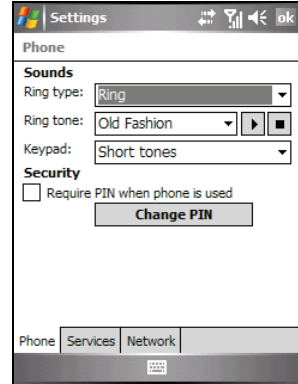 Settings
ok
Phone
Sounds
Ring type: Ring
Ring tone: Old Fashion
Keypad: Short tones
Security
Require PIN when phone is used
Change PIN
Phone Services Network